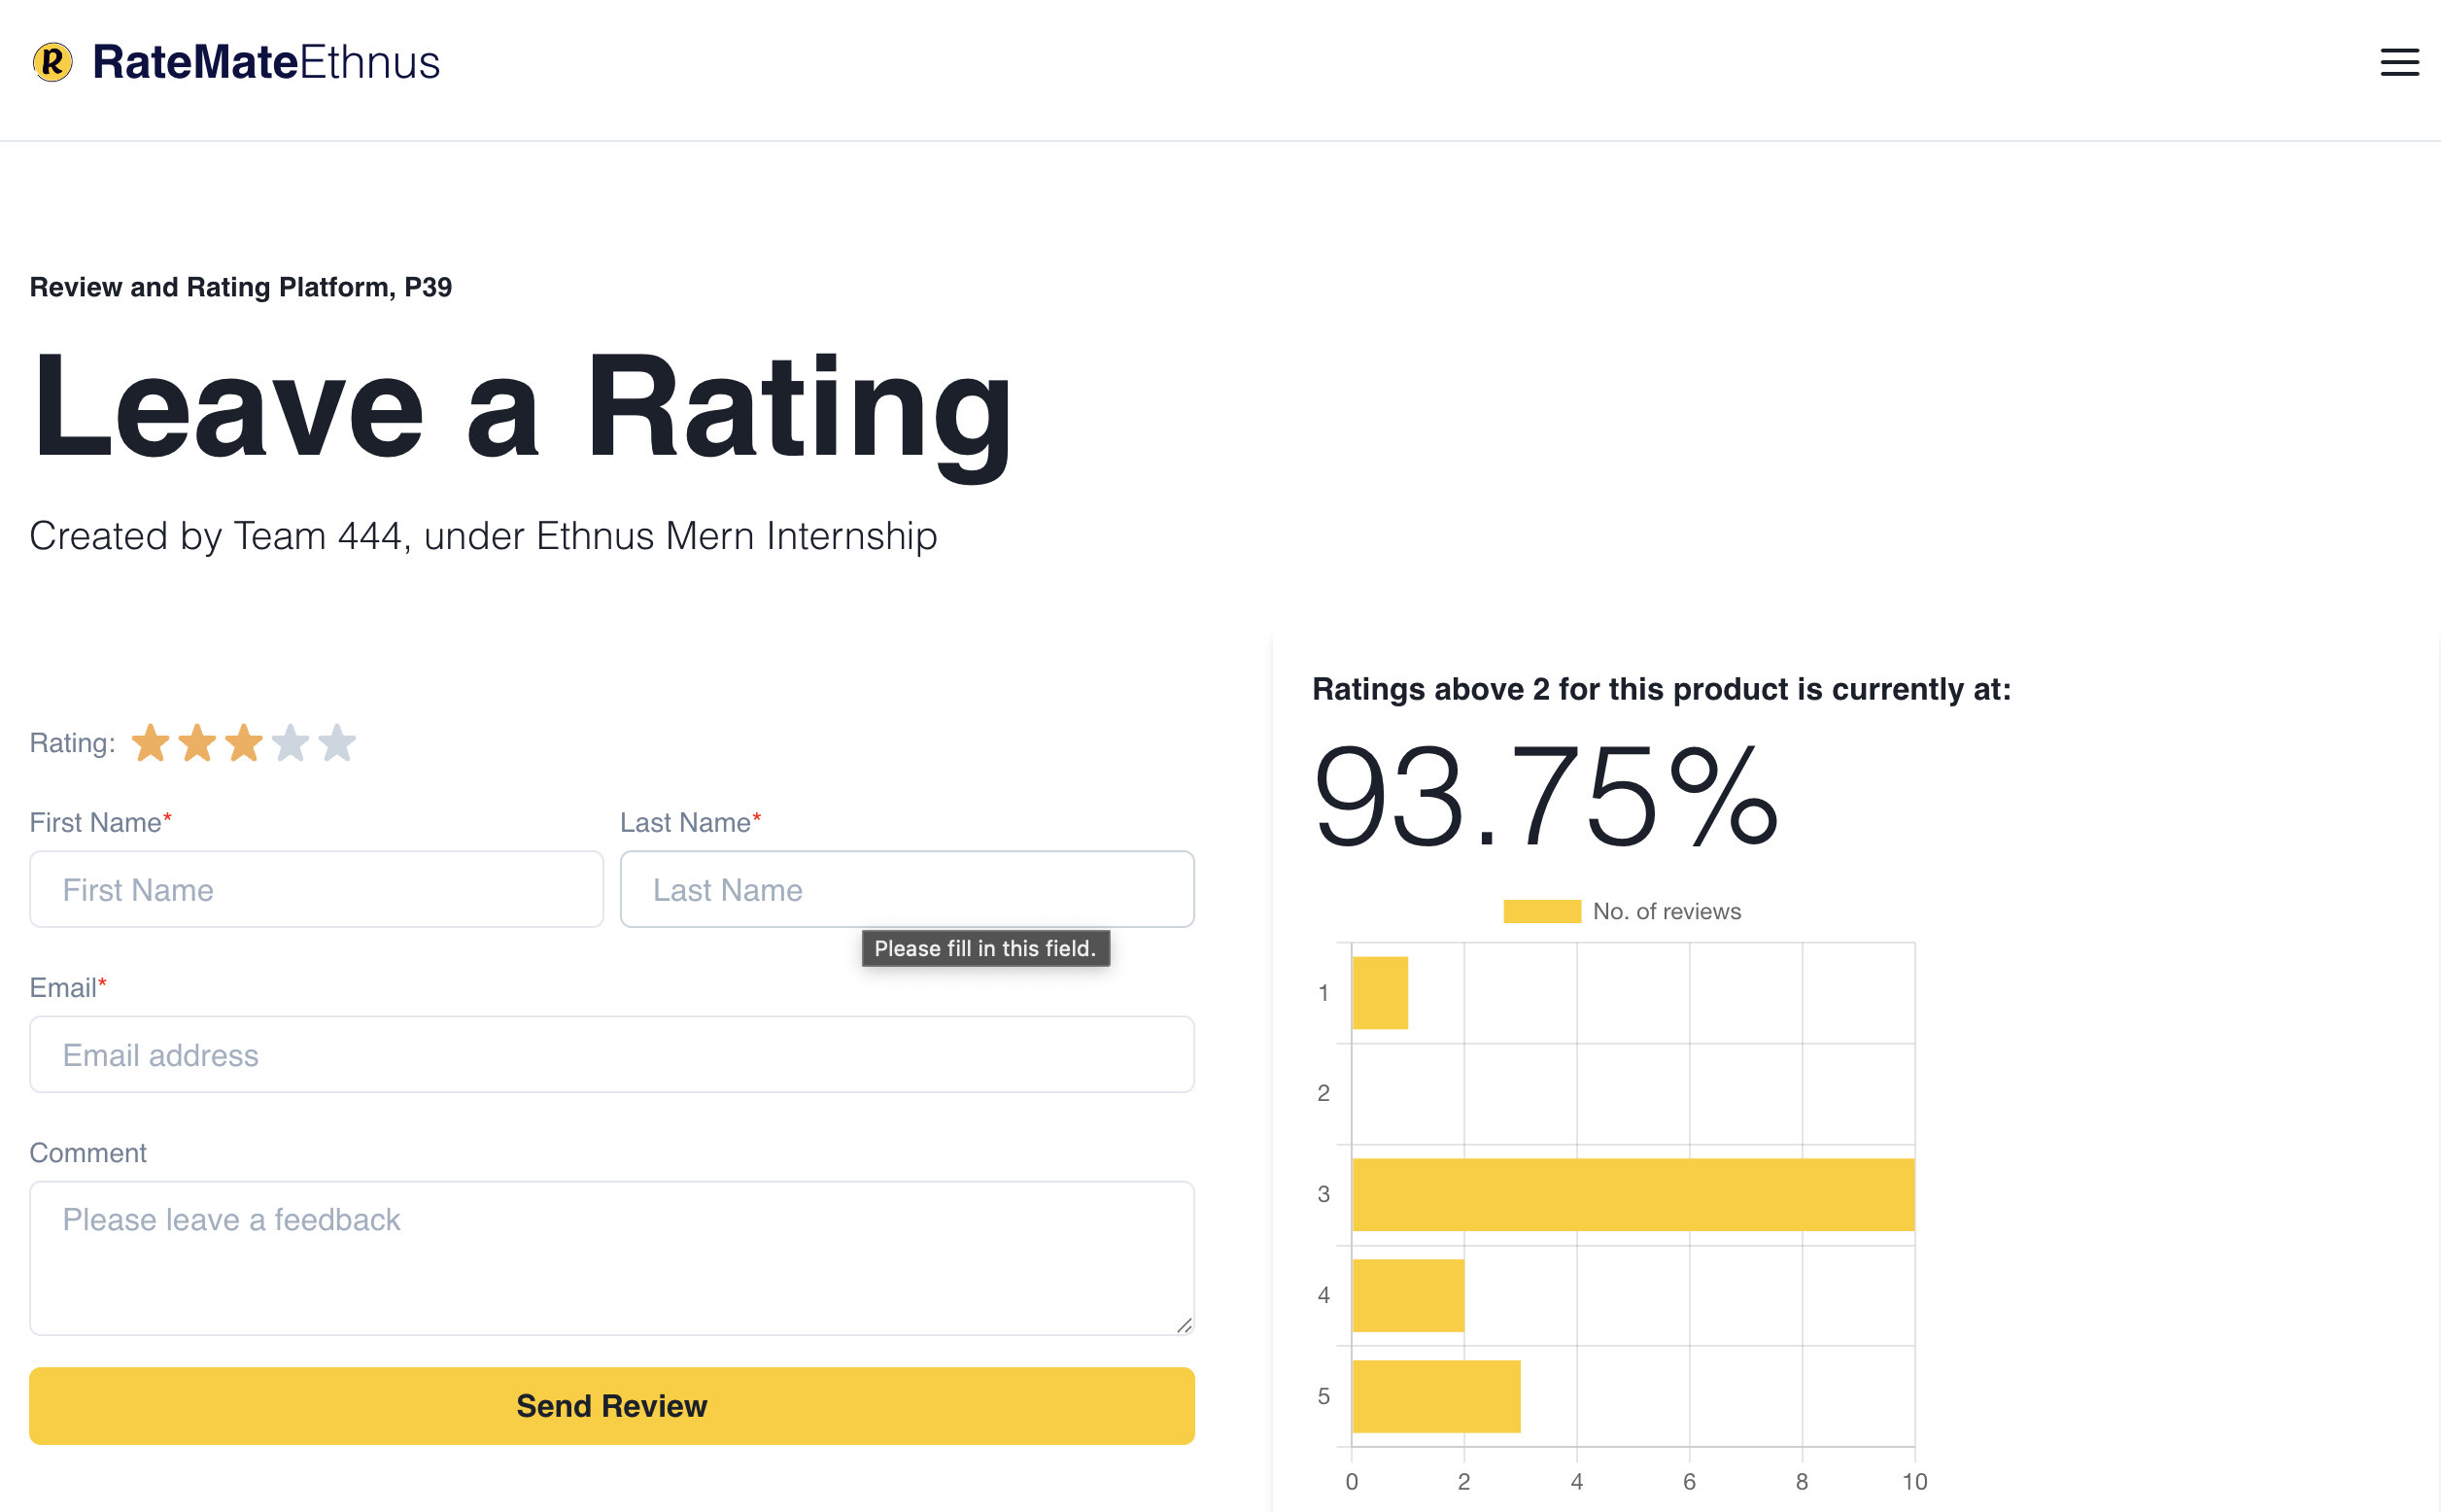 R RateMateEthnus
Review and Rating Platform, P39
Leave a Rating
Created by Team 444, under Ethnus Mern Internship
Rating:
First Name* Last Name*
First Name Last Name
Please fill in this field.
Email*
Email address
Comment
Please leave a feedback
Send Review
Ratings above 2 for this product is currently at:
93.75%
No. of reviews
1
2
3
4
5
0 2 4 6 8 10